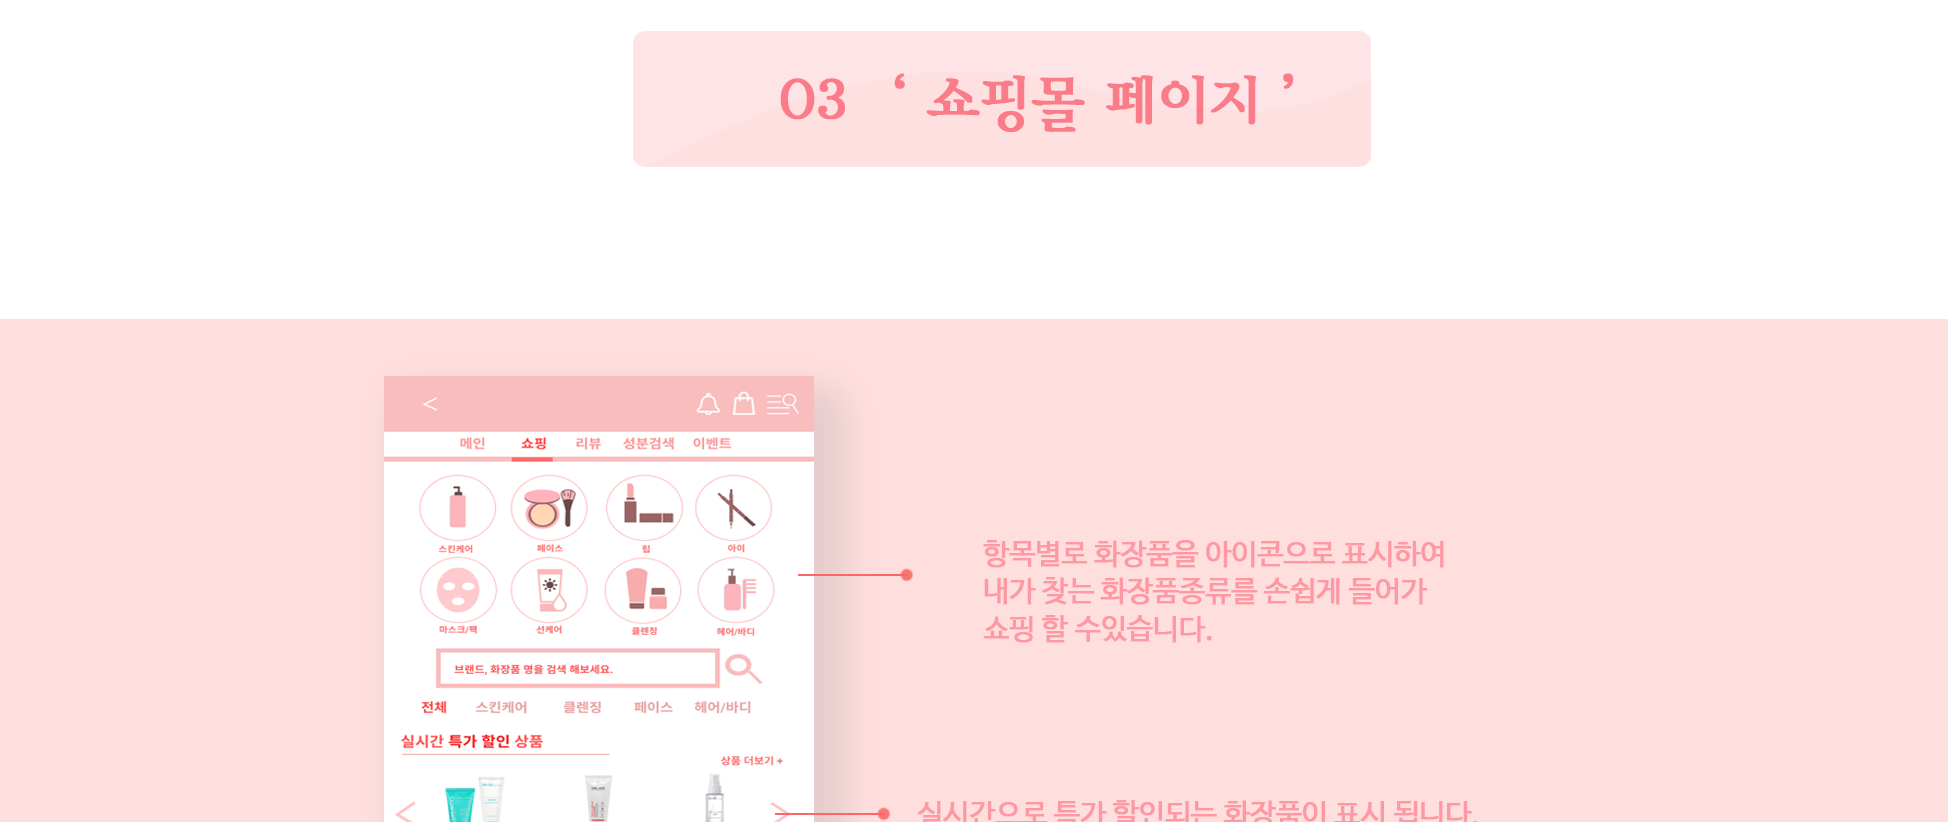 03 ‘ 쇼핑몰 페이지 ’
<
메인 쇼핑 리뷰 성분검색 이벤트
스킨케어 페이스 립 아이
마스크/팩 선케어 클렌징 헤어/바디
항목별로 화장품을 아이콘으로 표시하여
내가 찾는 화장품종류를 손쉽게 들어가
쇼핑 할 수있습니다.
브랜드, 화장품 명을 검색 해보세요.
전체 스킨케어 클렌징 페이스 헤어/바디
실시간 특가 할인 상품
상품 더보기 +
실시간으로 특가 할인되는 화장품이 표시 됩니다.